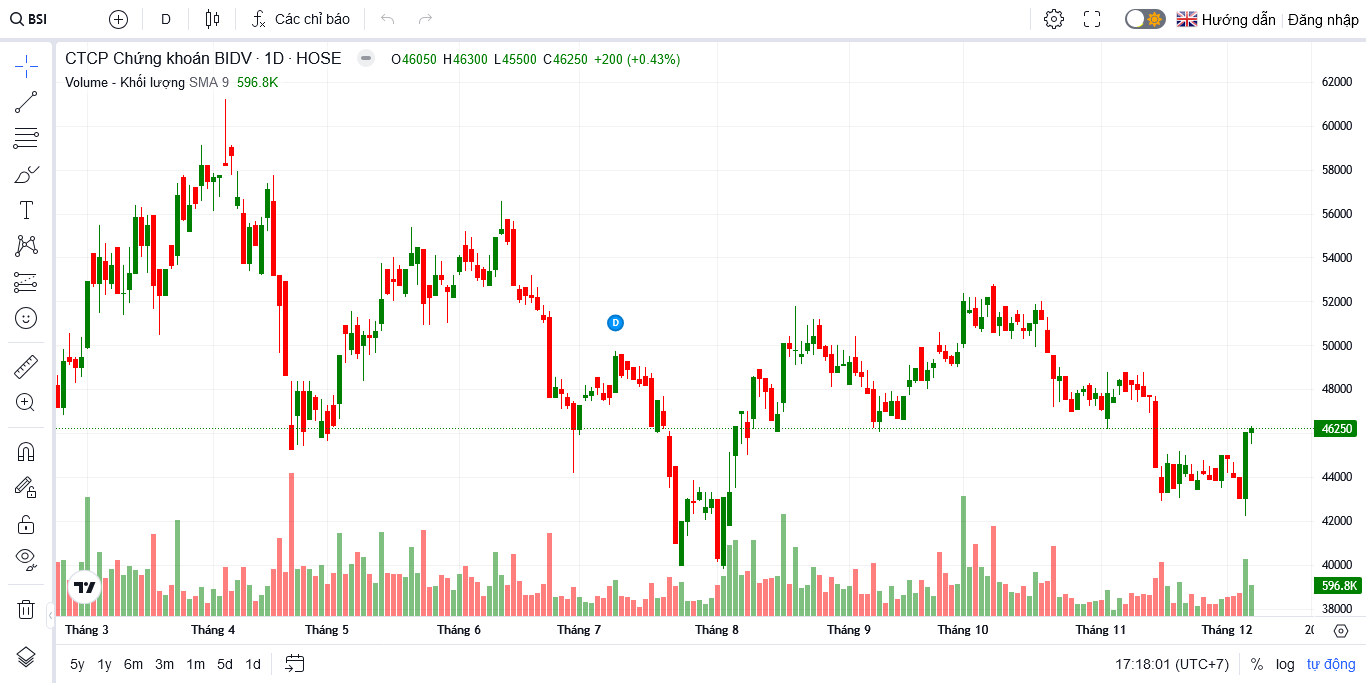 BSI D Các chỉ báo Hướng dẫn Đăng nhập
CTCP Chứng khoán BIDV · 1D · HOSE O46050 H46300 L45500 C46250 +200 (+0.43%)
Volume - Khối lượng SMA 9 596.8K
62000
60000
58000
56000
54000
52000
50000
48000
46250
44000
42000
40000
596.8K
38000
D
Tháng 3 Tháng 4 Tháng 5 Tháng 6 Tháng 7 Tháng 8 Tháng 9 Tháng 10 Tháng 11 Tháng 12
5y 1y 6m 3m 1m 5d 1d 17:18:01 (UTC+7) % log tự động